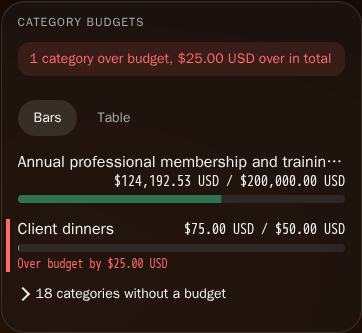 CATEGORY BUDGETS
1 category over budget, $25.00 USD over in total
Bars Table
Annual professional membership and trainin…
$124,192.53 USD / $200,000.00 USD
Client dinners $75.00 USD / $50.00 USD
Over budget by $25.00 USD
18 categories without a budget